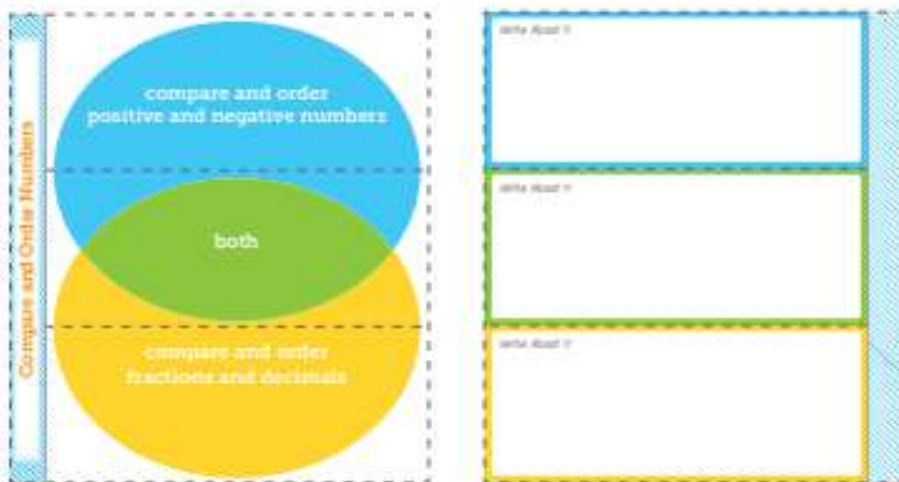 Compare and Order Numbers
compare and order
positive and negative numbers
both
compare and order
fractions and decimals
Write About It
Write About It
Write About It